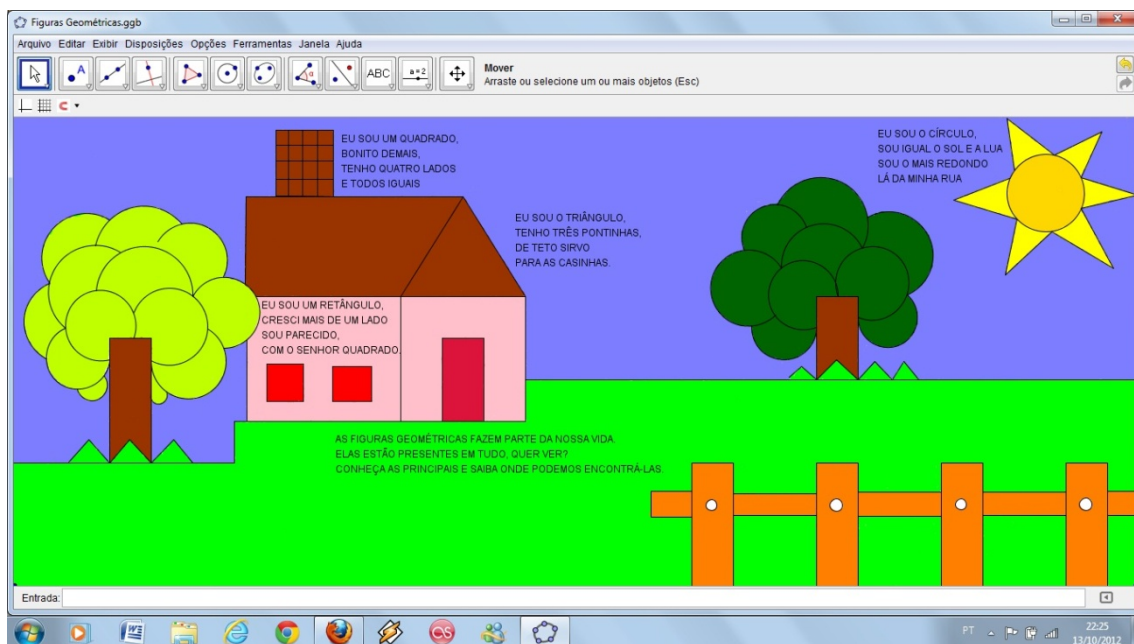 Figuras Geométricas.ggb
Arquivo Editar Exibir Disposições Opções Ferramentas Janela Ajuda
A
α
ABC
a=2
Mover
Arraste ou selecione um ou mais objetos (Esc)
EU SOU UM QUADRADO,
BONITO DEMAIS,
TENHO QUATRO LADOS
E TODOS IGUAIS
EU SOU O CÍRCULO,
SOU IGUAL O SOL E A LUA
SOU O MAIS REDONDO
LÁ DA MINHA RUA
EU SOU O TRIÂNGULO,
TENHO TRÊS PONTINHAS,
DE TETO SIRVO
PARA AS CASINHAS.
EU SOU UM RETÂNGULO,
CRESCI MAIS DE UM LADO
SOU PARECIDO,
COM O SENHOR QUADRADO.
AS FIGURAS GEOMÉTRICAS FAZEM PARTE DA NOSSA VIDA.
ELAS ESTÃO PRESENTES EM TUDO, QUER VER?
CONHEÇA AS PRINCIPAIS E SAIBA ONDE PODEMOS ENCONTRÁ-LAS.
Entrada:
PT
22:25
13/10/2012